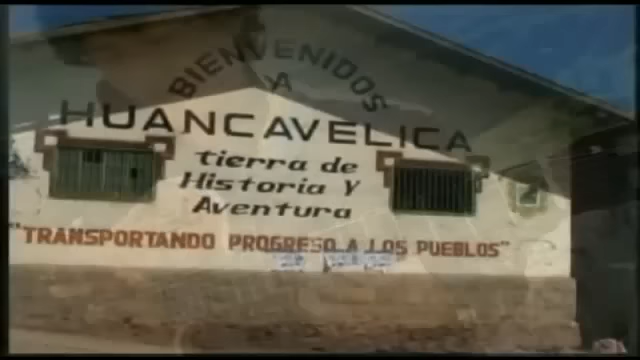 BIENVENIDOS
A
HUANCAVELICA
tierra de
Historia Y
Aventura
"TRANSPORTANDO PROGRESO A LOS PUEBLOS"